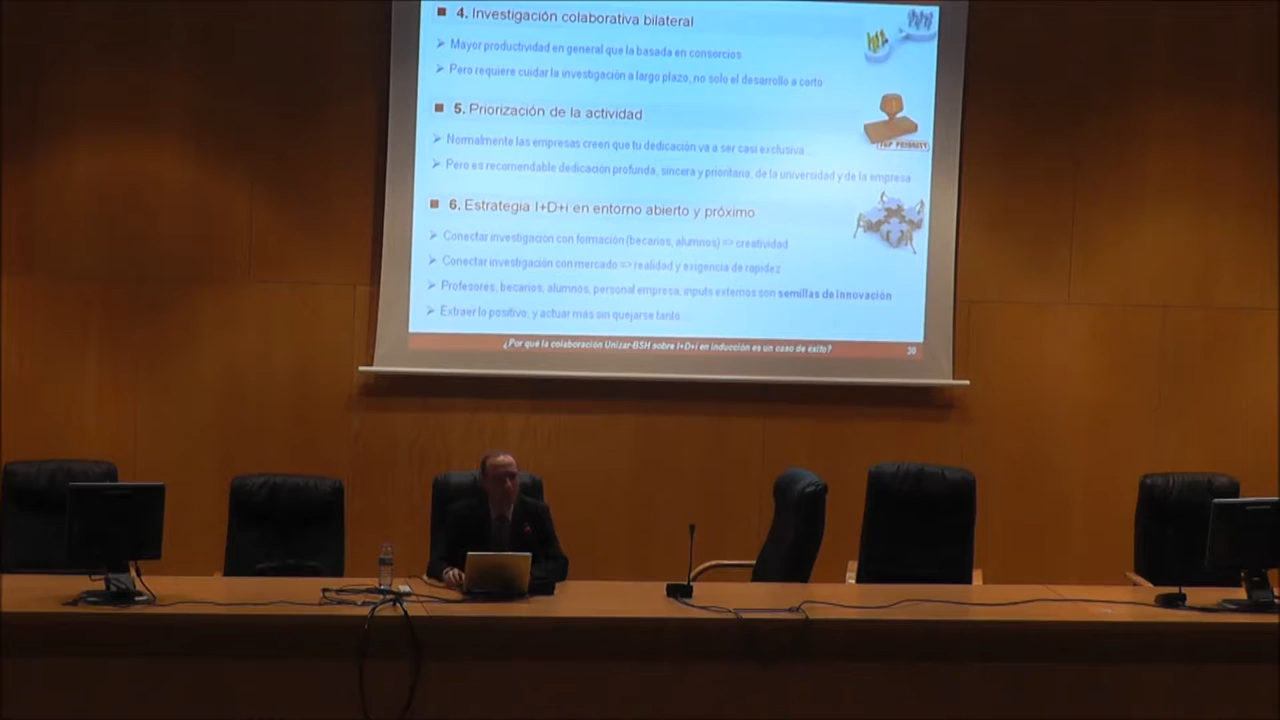 4. Investigación colaborativa bilateral
Mayor productividad en general que la basada en consorcios
Pero requiere cuidar la investigación a largo plazo, no solo el desarrollo a corto
5. Priorización de la actividad
TOP PRIORITY
Normalmente las empresas creen que tu dedicación va a ser casi exclusiva...
Pero es recomendable dedicación profunda, sincera y prioritaria, de la universidad y de la empresa
6. Estrategia I+D+i en entorno abierto y próximo
Conectar investigación con formación (becarios, alumnos) => creatividad
Conectar investigación con mercado => realidad y exigencia de rapidez
Profesores, becarios, alumnos, personal empresa, inputs externos son semillas de innovación
Extraer lo positivo, y actuar más sin quejarse tanto...
¿Por qué la colaboración Unizar-BSH sobre I+D+i en inducción es un caso de éxito? 30